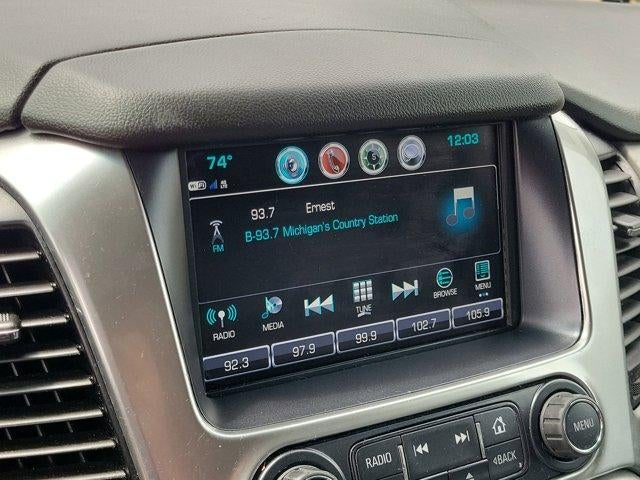 74° 12:03
S
WiFi
93.7 Ernest
FM B-93.7 Michigan's Country Station
RADIO MEDIA TUNE BROWSE MENU
92.3 97.9 99.9 102.7 105.9
RADIO MENU
BACK